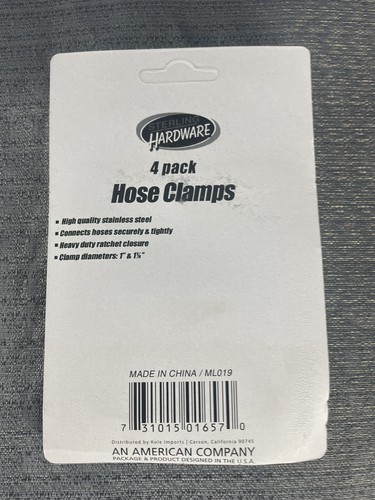 STERLING
HARDWARE
4 pack
Hose Clamps
▪ High quality stainless steel
▪ Connects hoses securely & tightly
▪ Heavy duty ratchet closure
▪ Clamp diameters: 1" & 1¼"
MADE IN CHINA / ML019
7 31015 01657 0
Distributed by Kole Imports | Carson, California 90745
AN AMERICAN COMPANY
PACKAGE & PRODUCT DESIGNED IN THE U.S.A.